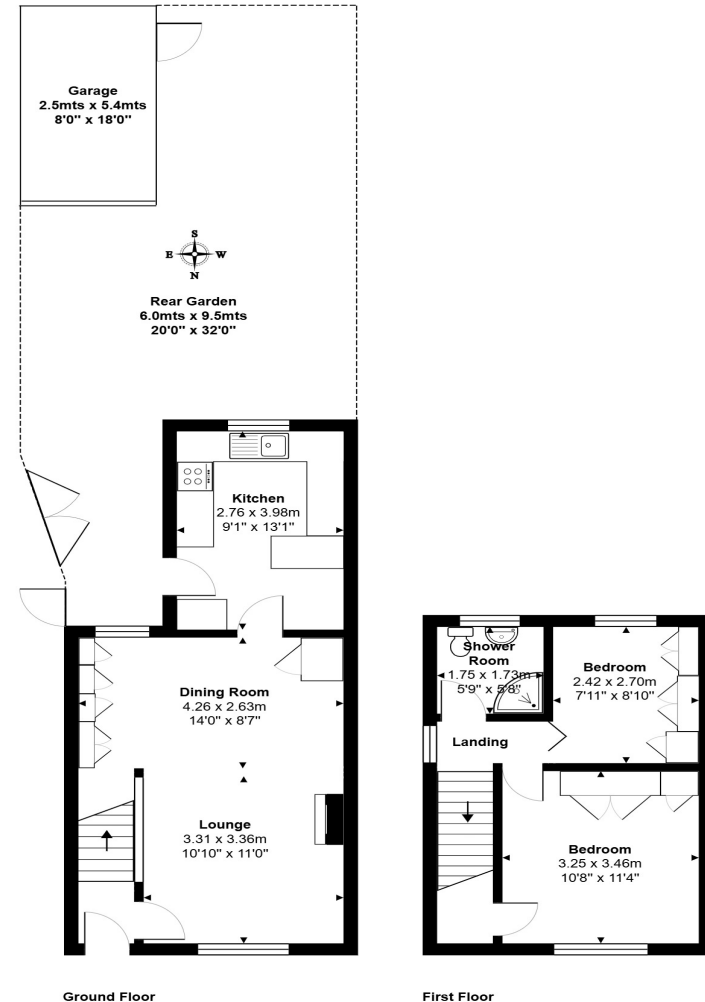 Garage
2.5mts x 5.4mts
8'0" x 18'0"
S
E W
N
Rear Garden
6.0mts x 9.5mts
20'0" x 32'0"
Kitchen
2.76 x 3.98m
9'1" x 13'1"
Dining Room
4.26 x 2.63m
14'0" x 8'7"
Lounge
3.31 x 3.36m
10'10" x 11'0"
Ground Floor
Shower
Room
1.75 x 1.73m
5'9" x 5'8"
Bedroom
2.42 x 2.70m
7'11" x 8'10"
Landing
Bedroom
3.25 x 3.46m
10'8" x 11'4"
First Floor